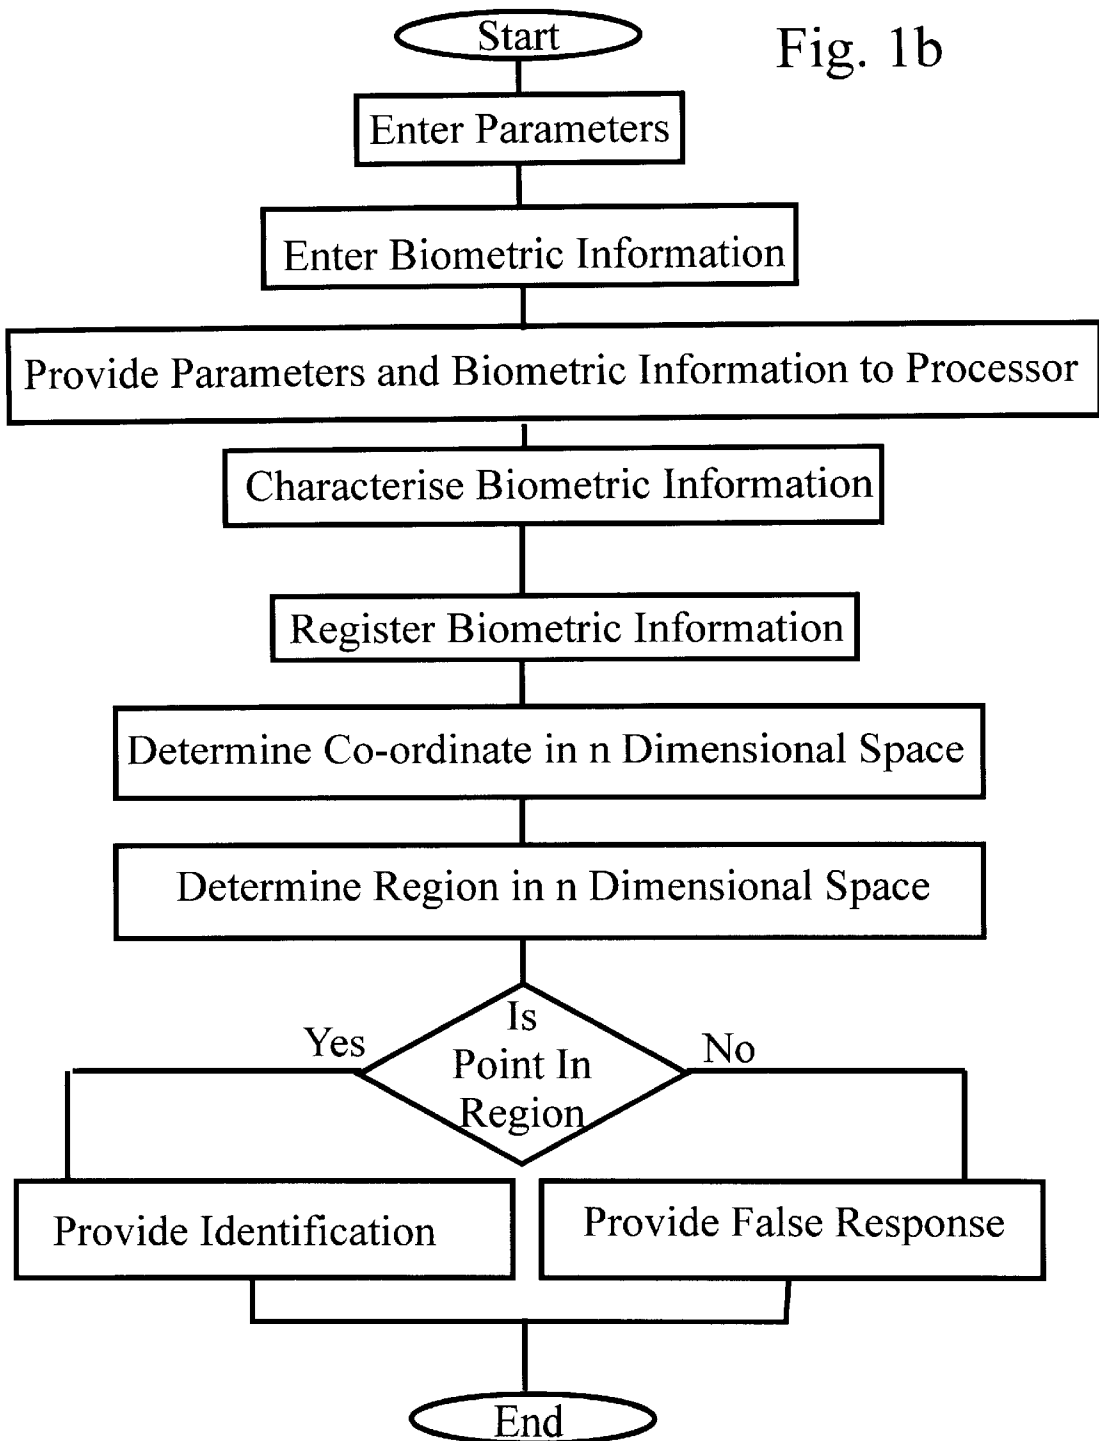 Start
Fig. 1b
Enter Parameters
Enter Biometric Information
Provide Parameters and Biometric Information to Processor
Characterise Biometric Information
Register Biometric Information
Determine Co-ordinate in n Dimensional Space
Determine Region in n Dimensional Space
Yes
Is
Point In
Region
No
Provide Identification
Provide False Response
End